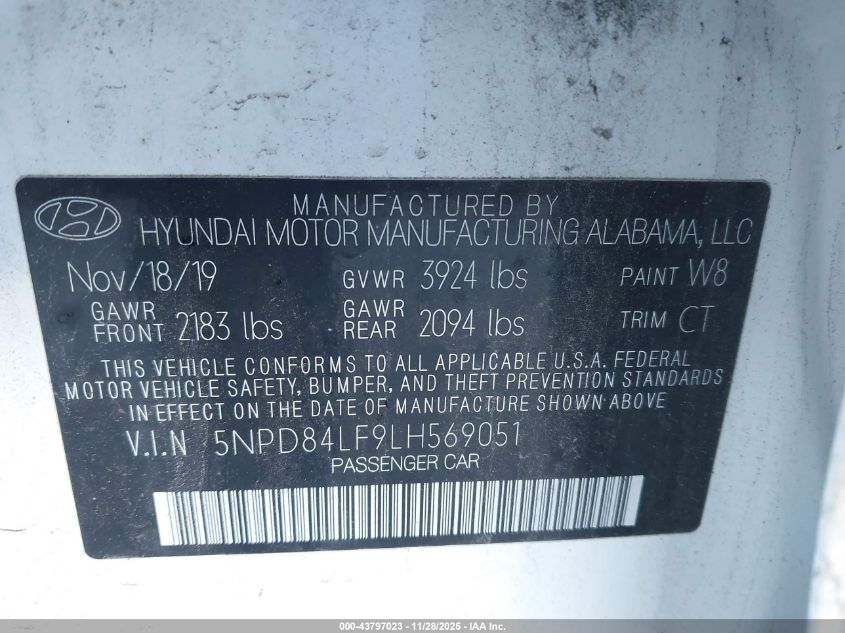 MANUFACTURED BY
HYUNDAI MOTOR MANUFACTURING ALABAMA, LLC
Nov/18/19 GVWR 3924 lbs PAINT W8
GAWR FRONT 2183 lbs GAWR REAR 2094 lbs TRIM CT
THIS VEHICLE CONFORMS TO ALL APPLICABLE U.S.A. FEDERAL
MOTOR VEHICLE SAFETY, BUMPER, AND THEFT PREVENTION STANDARDS
IN EFFECT ON THE DATE OF MANUFACTURE SHOWN ABOVE
V.I.N 5NPD84LF9LH569051
PASSENGER CAR
000-43797023 — 11/28/2025 — IAA Inc.